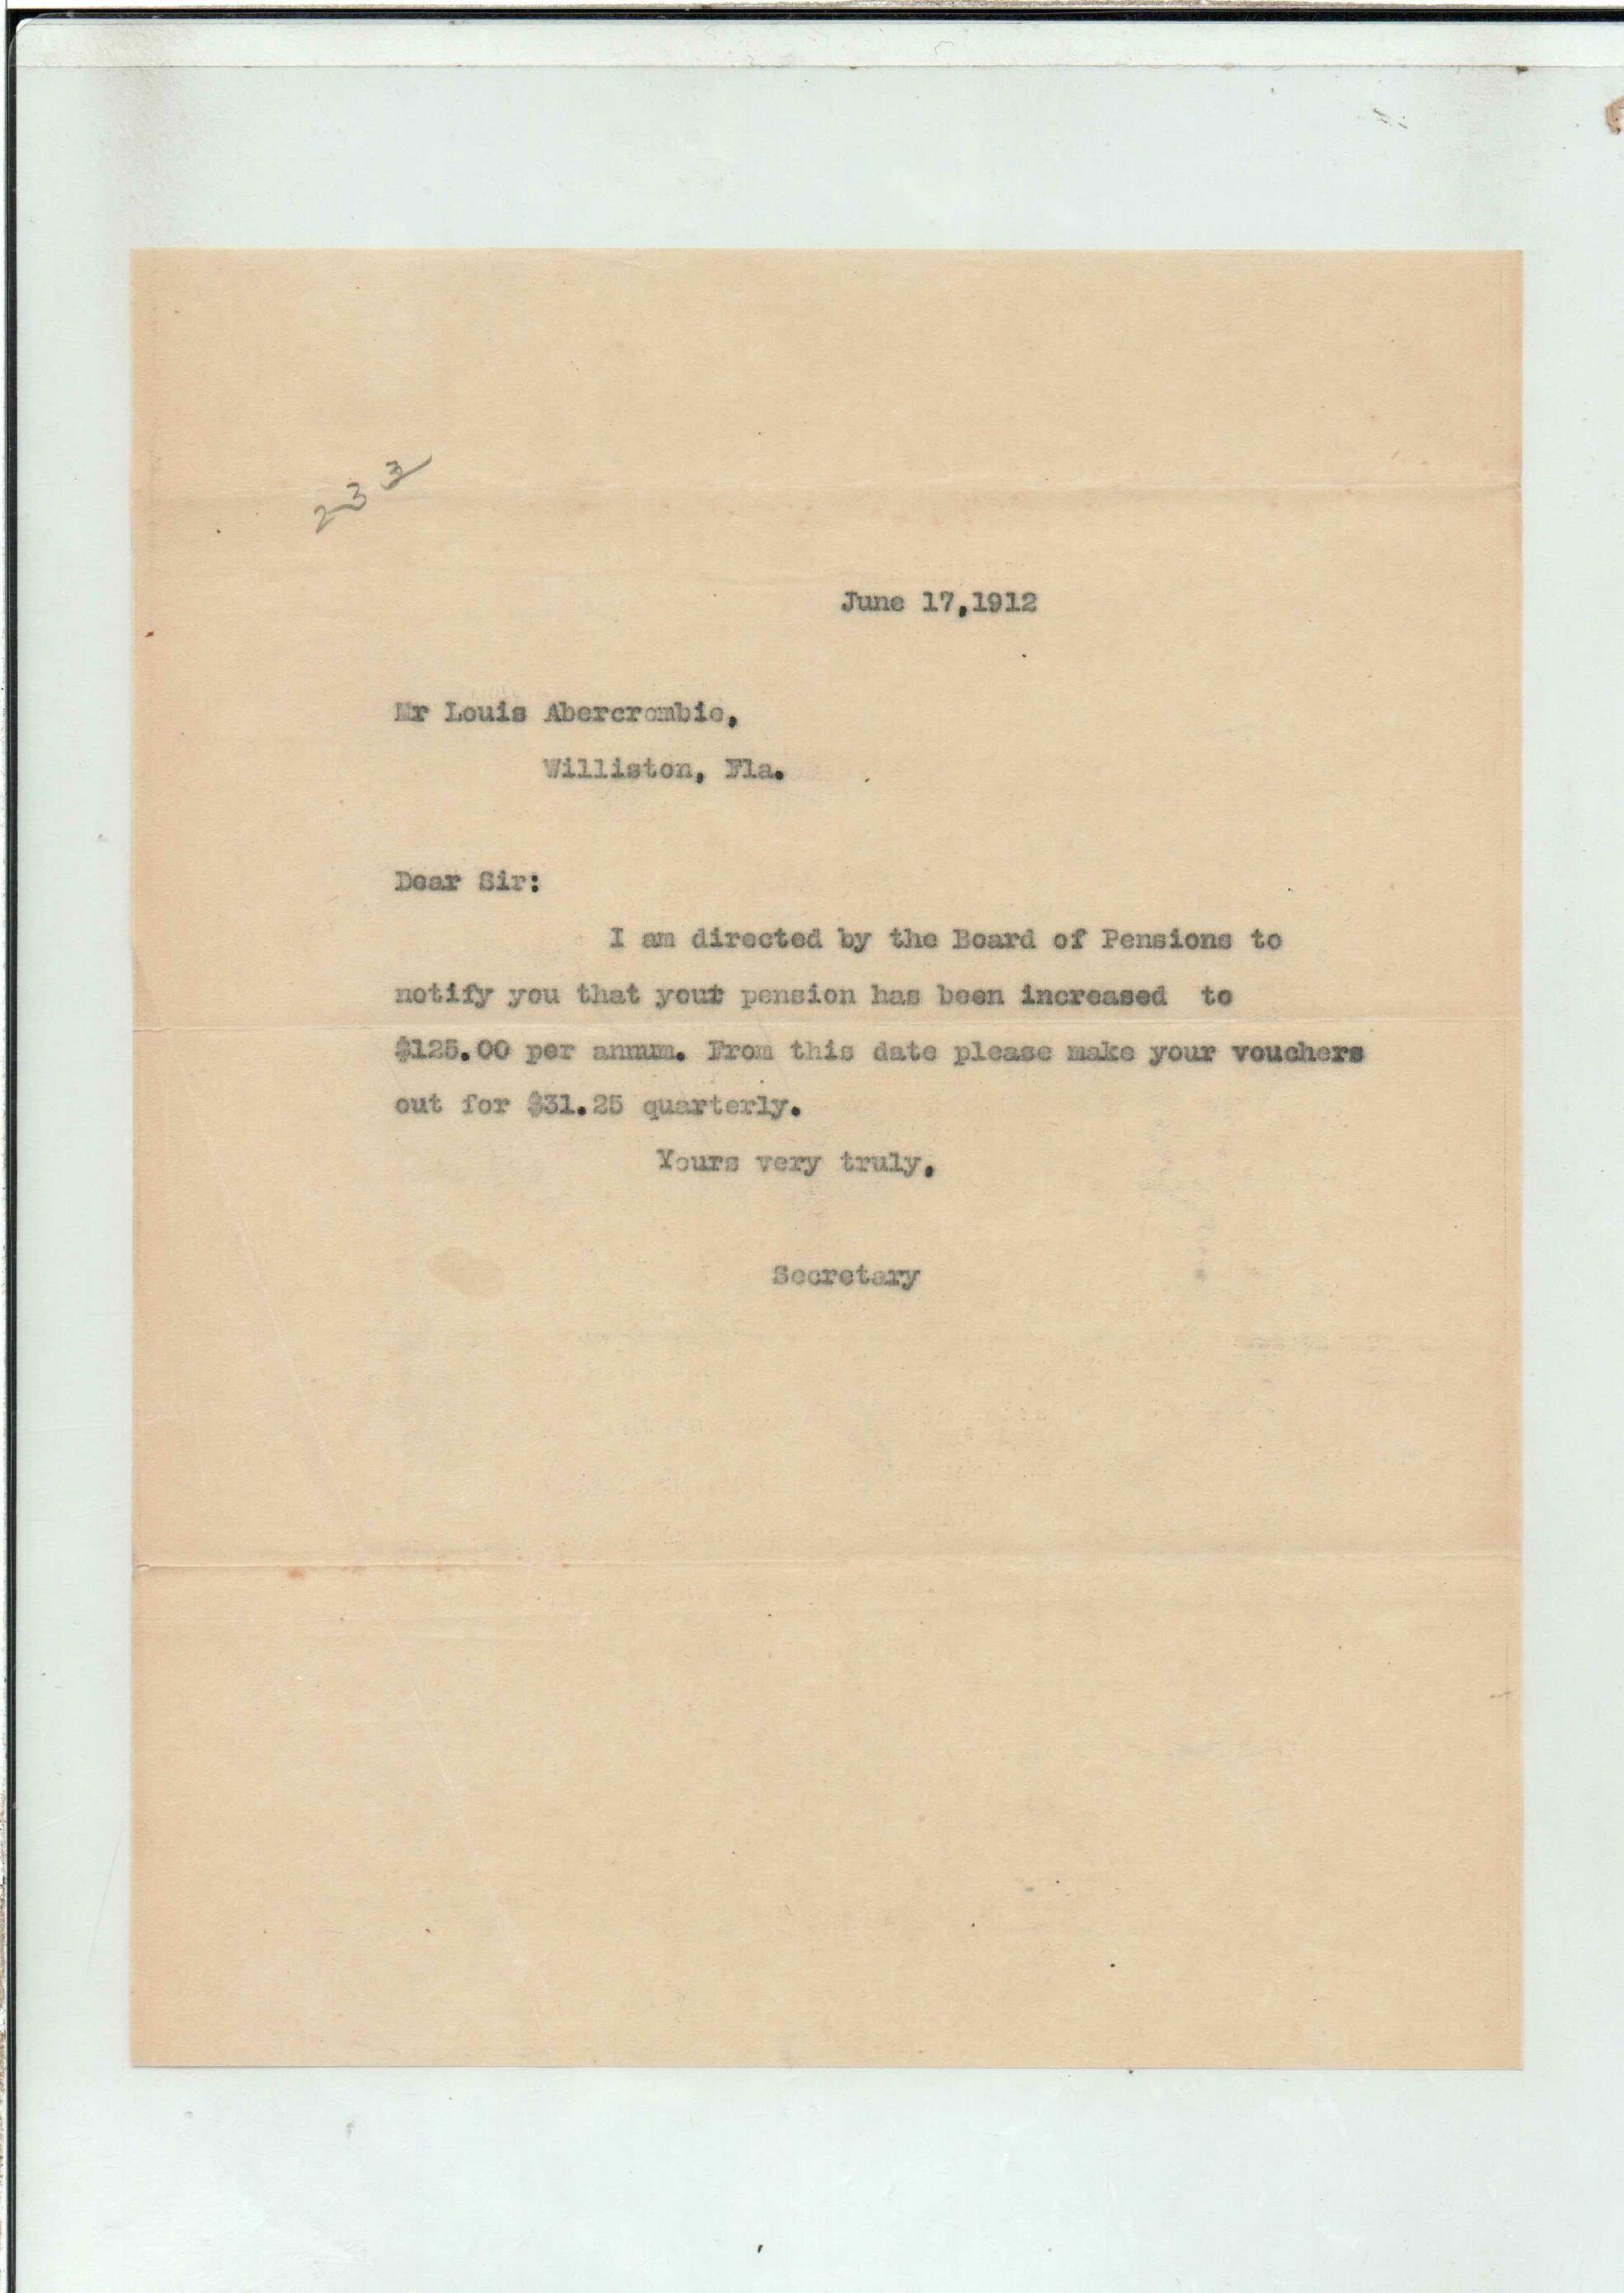 233
June 17,1912
Mr Louis Abercrombie,
Williston, Fla.
Dear Sir:
I am directed by the Board of Pensions to
notify you that your pension has been increased to
$125.00 per annum. From this date please make your vouchers
out for $31.25 quarterly.
Yours very truly,
Secretary